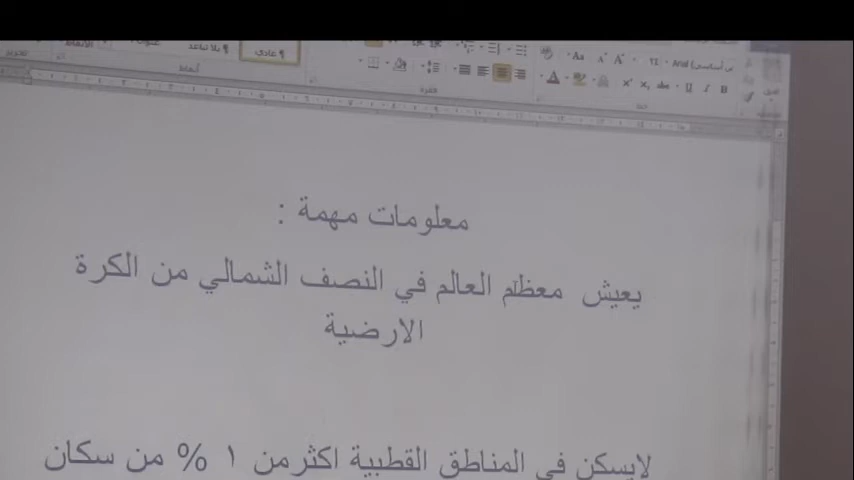 معلومات مهمة :
يعيش معظم العالم في النصف الشمالي من الكرة
الارضية
لايسكن في المناطق القطبية اكثرمن ١ % من سكان